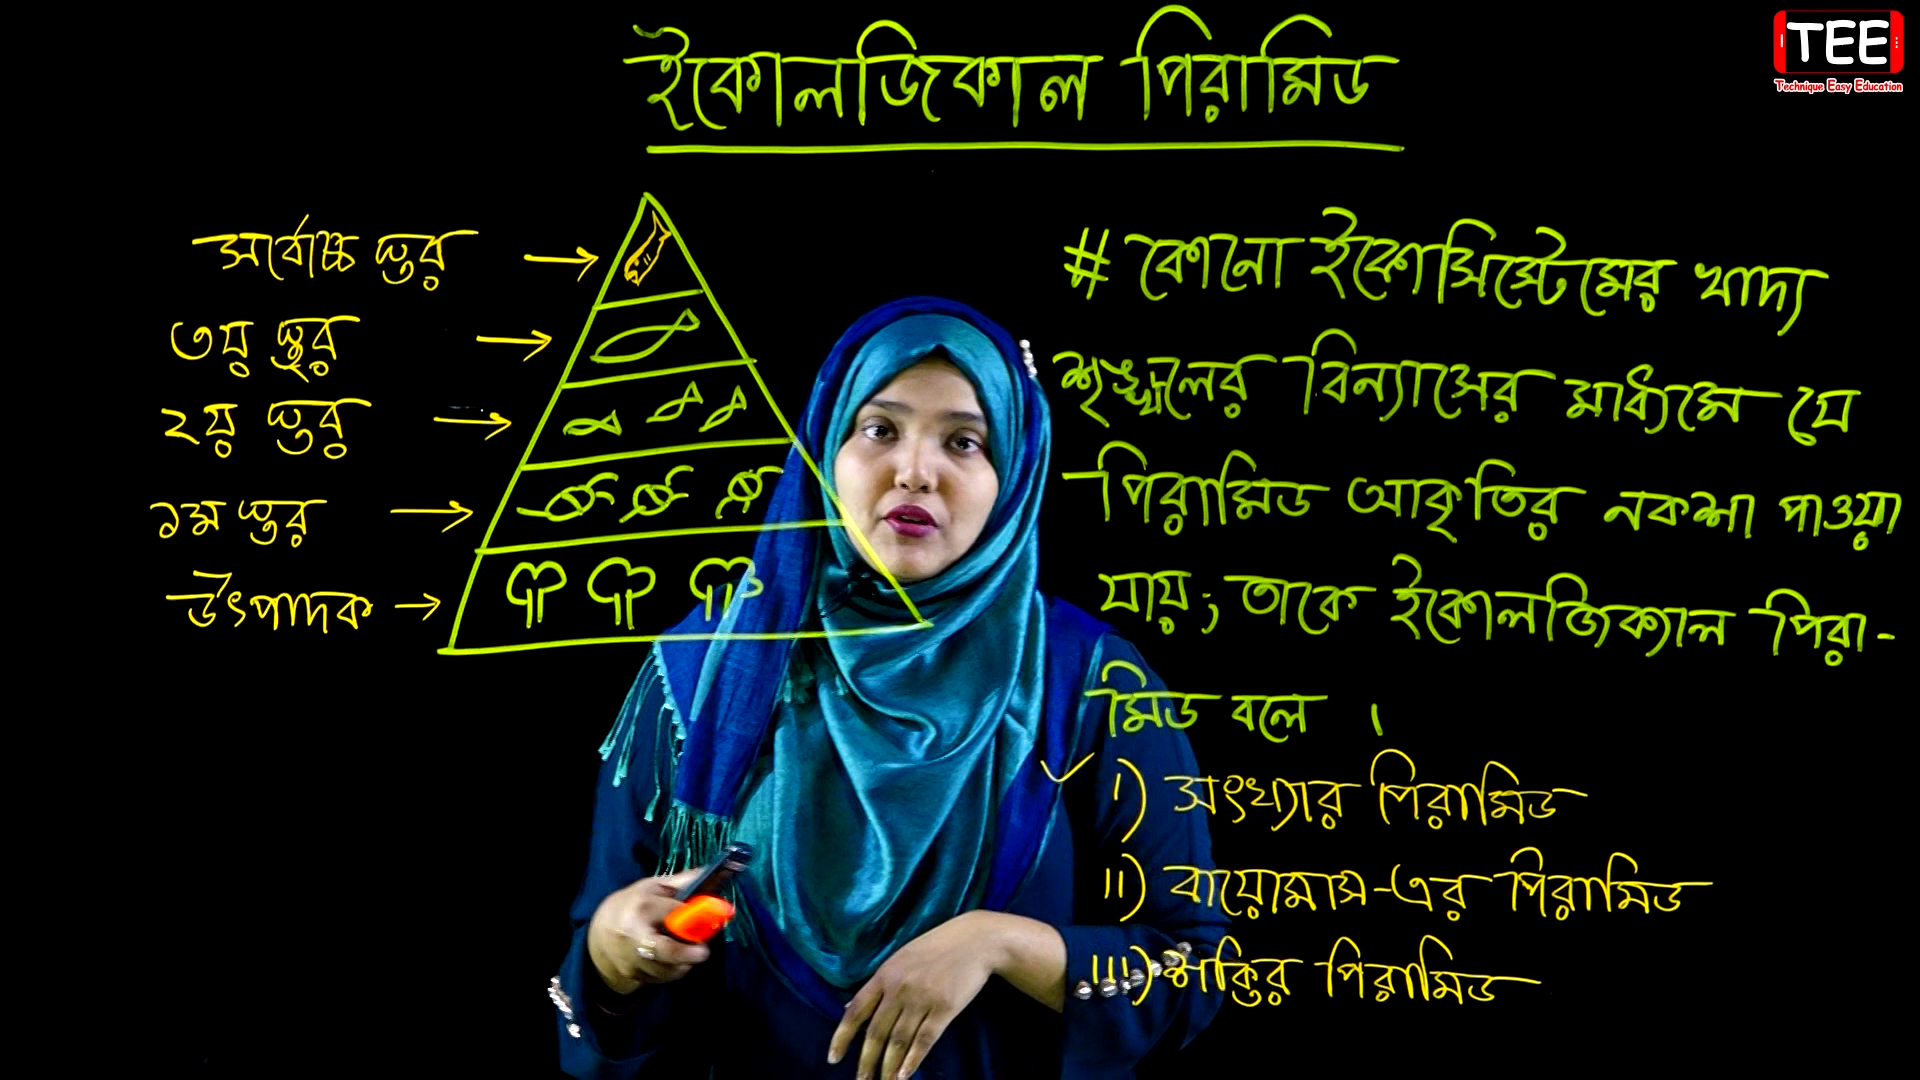 ইকোলজিকাল পিরামিড
TEE
Technique Easy Education
সর্বোচ্চ স্তর
৩য় স্তর
২য় স্তর
১ম স্তর
উৎপাদক
# কোনো ইকোসিস্টেমের খাদ্য
শৃঙ্খলের বিন্যাসের মাধ্যমে যে
পিরামিড আকৃতির নকশা পাওয়া
যায়; তাকে ইকোলজিক্যাল পিরা-
মিড বলে ।
i) সংখ্যার পিরামিড
ii) বায়োমাস-এর পিরামিড
iii) শক্তির পিরামিড